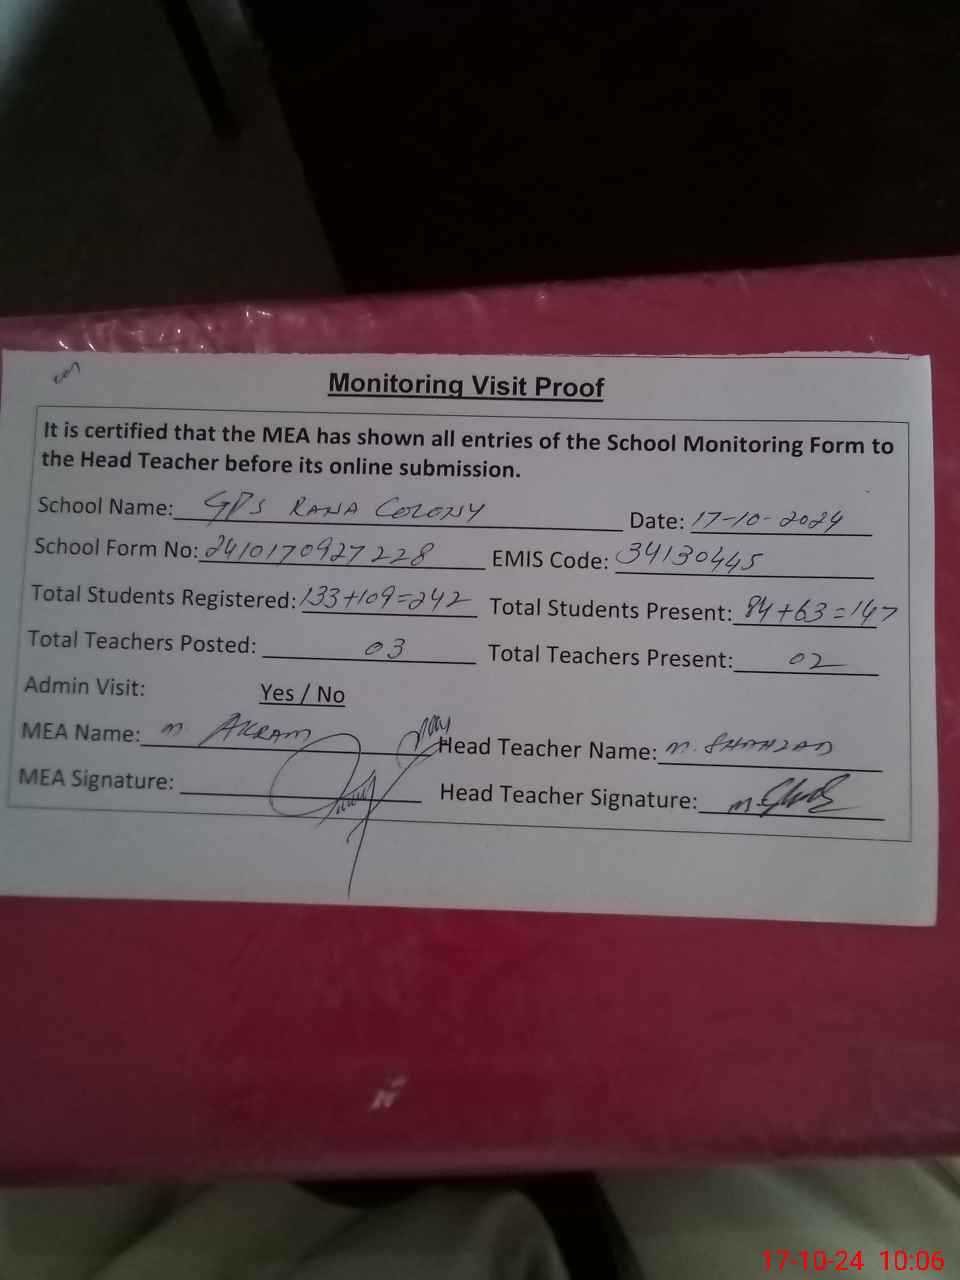 Monitoring Visit Proof
It is certified that the MEA has shown all entries of the School Monitoring Form to
the Head Teacher before its online submission.
School Name: GPS RANA COLONY Date: 17-10-2024
School Form No: 2410170927228 EMIS Code: 34130445
Total Students Registered: 133+109=242 Total Students Present: 84+63=147
Total Teachers Posted: 03 Total Teachers Present: 02
Admin Visit: Yes / No
MEA Name: M. AKRAM Head Teacher Name: M. SHAHZAD
MEA Signature: Head Teacher Signature:
17-10-24 10:06